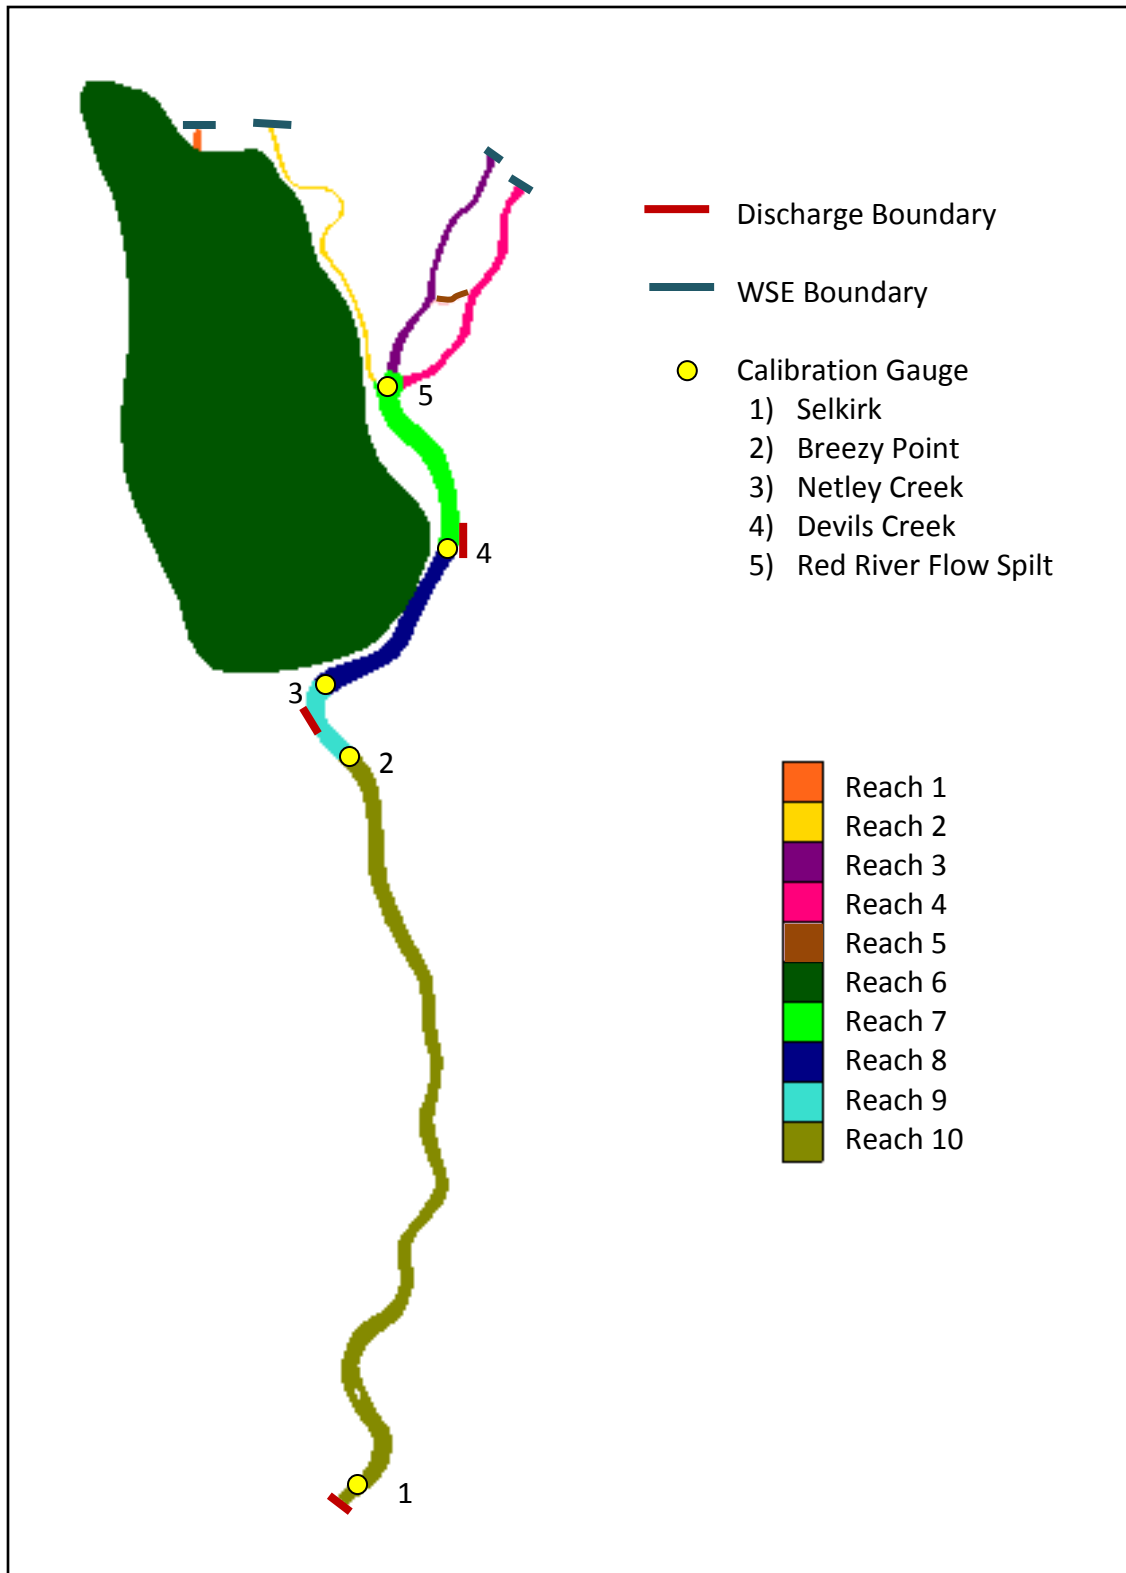 Discharge Boundary
WSE Boundary
Calibration Gauge
1) Selkirk
2) Breezy Point
3) Netley Creek
4) Devils Creek
5) Red River Flow Spilt
5
4
3
2
1
Reach 1
Reach 2
Reach 3
Reach 4
Reach 5
Reach 6
Reach 7
Reach 8
Reach 9
Reach 10